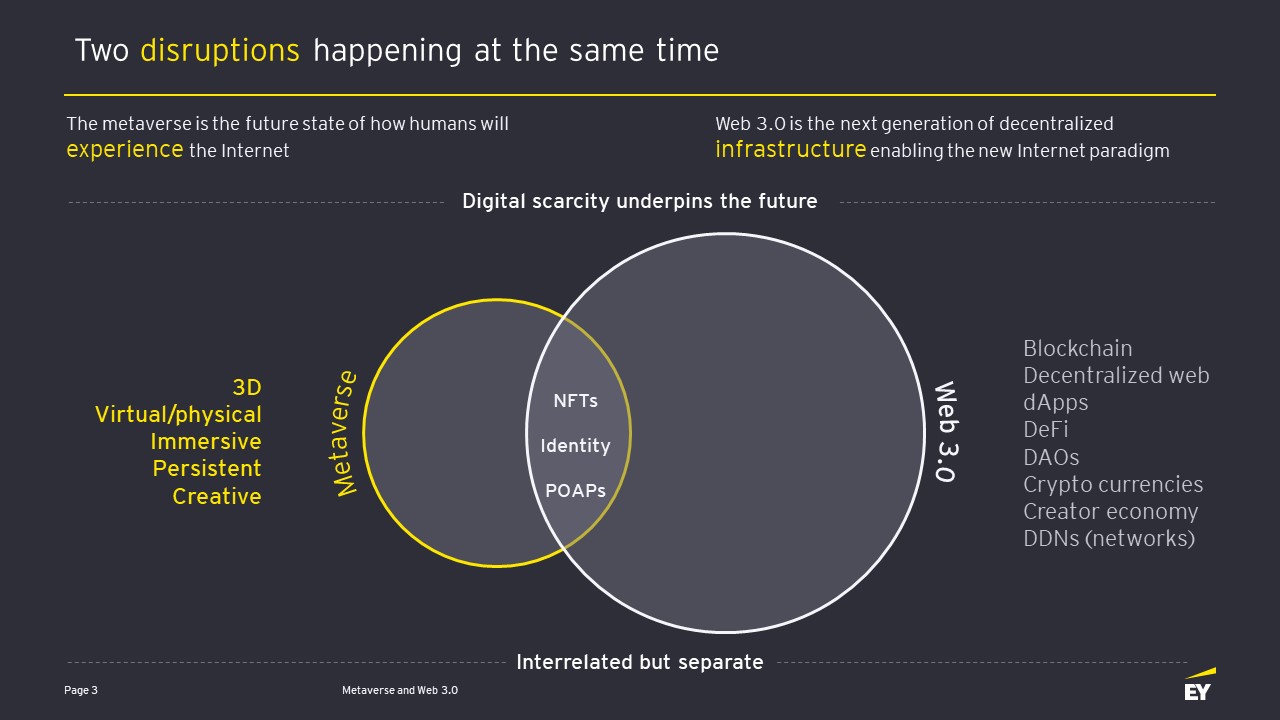 Two disruptions happening at the same time
The metaverse is the future state of how humans will
experience the Internet
Web 3.0 is the next generation of decentralized
infrastructure enabling the new Internet paradigm
Digital scarcity underpins the future
3D
Virtual/physical
Immersive
Persistent
Creative
Metaverse
NFTs
Identity
POAPs
Web 3.0
Blockchain
Decentralized web
dApps
DeFi
DAOs
Crypto currencies
Creator economy
DDNs (networks)
Interrelated but separate
Page 3
Metaverse and Web 3.0
EY